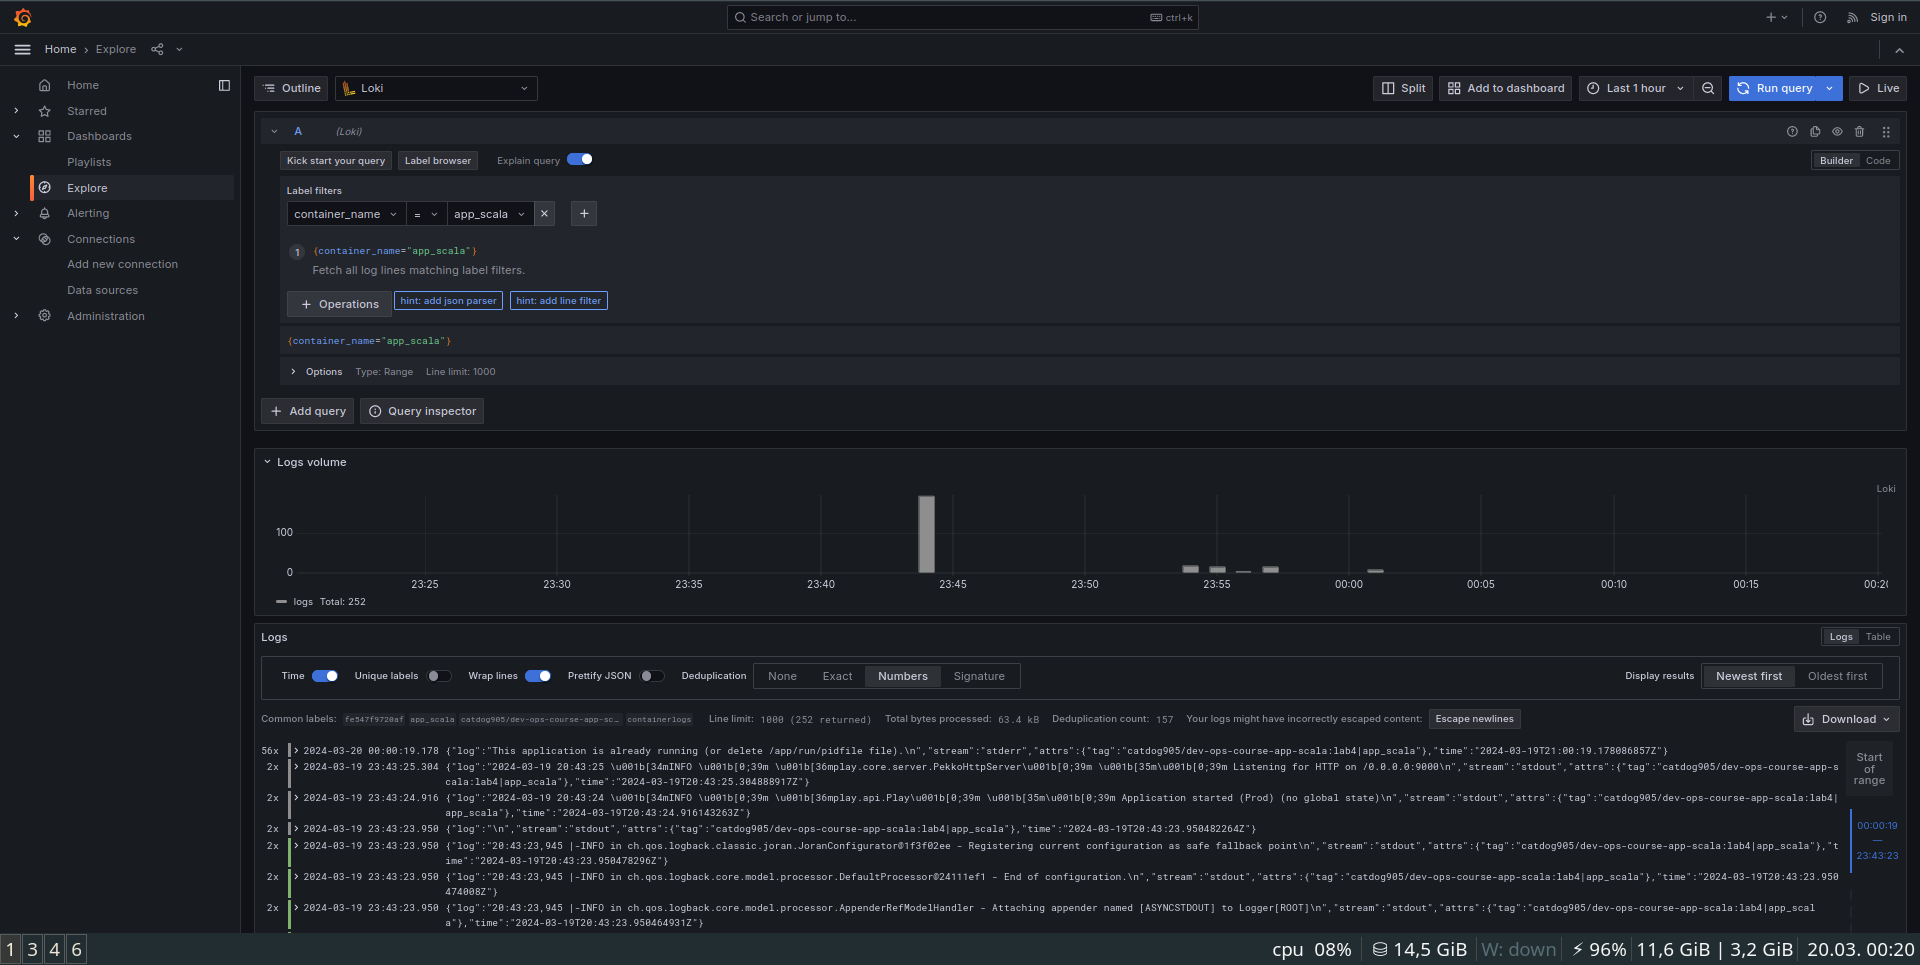 Search or jump to...
ctrl+k
Sign in
Home › Explore
Home
Starred
Dashboards
Playlists
Explore
Alerting
Connections
Add new connection
Data sources
Administration
Outline
Loki
Split
Add to dashboard
Last 1 hour
Run query
Live
A (Loki)
Kick start your query
Label browser
Explain query
Builder Code
Label filters
container_name
=
app_scala
1 {container_name="app_scala"}
Fetch all log lines matching label filters.
+ Operations
hint: add json parser
hint: add line filter
{container_name="app_scala"}
Options Type: Range Line limit: 1000
+ Add query
Query inspector
Logs volume
Loki
100
0
23:25 23:30 23:35 23:40 23:45 23:50 23:55 00:00 00:05 00:10 00:15
logs Total: 252
Logs
Logs Table
Time Unique labels Wrap lines Prettify JSON Deduplication None Exact Numbers Signature
Display results Newest first Oldest first
Common labels: fe547f9720af app_scala catdog905/dev-ops-course-app-sc… containerlogs Line limit: 1000 (252 returned) Total bytes processed: 63.4 kB Deduplication count: 157 Your logs might have incorrectly escaped content: Escape newlines
Download
56x 2024-03-20 00:00:19.178 {"log":"This application is already running (or delete /app/run/pidfile file).\n","stream":"stderr","attrs":{"tag":"catdog905/dev-ops-course-app-scala:lab4|app_scala"},"time":"2024-03-19T21:00:19.178086857Z"}
2x 2024-03-19 23:43:25.304 {"log":"2024-03-19 20:43:25 \u001b[34mINFO \u001b[0;39m \u001b[36mplay.core.server.PekkoHttpServer\u001b[0;39m \u001b[35m\u001b[0;39m Listening for HTTP on /0.0.0.0:9000\n","stream":"stdout","attrs":{"tag":"catdog905/dev-ops-course-app-s
cala:lab4|app_scala"},"time":"2024-03-19T20:43:25.304888917Z"}
2x 2024-03-19 23:43:24.916 {"log":"2024-03-19 20:43:24 \u001b[34mINFO \u001b[0;39m \u001b[36mplay.api.Play\u001b[0;39m \u001b[35m\u001b[0;39m Application started (Prod) (no global state)\n","stream":"stdout","attrs":{"tag":"catdog905/dev-ops-course-app-scala:lab4|
app_scala"},"time":"2024-03-19T20:43:24.916143263Z"}
2x 2024-03-19 23:43:23.950 {"log":"\n","stream":"stdout","attrs":{"tag":"catdog905/dev-ops-course-app-scala:lab4|app_scala"},"time":"2024-03-19T20:43:23.950482264Z"}
2x 2024-03-19 23:43:23.950 {"log":"20:43:23,945 |-INFO in ch.qos.logback.classic.joran.JoranConfigurator@1f3f02ee - Registering current configuration as safe fallback point\n","stream":"stdout","attrs":{"tag":"catdog905/dev-ops-course-app-scala:lab4|app_scala"},"t
ime":"2024-03-19T20:43:23.950478296Z"}
2x 2024-03-19 23:43:23.950 {"log":"20:43:23,945 |-INFO in ch.qos.logback.core.model.processor.DefaultProcessor@24111ef1 - End of configuration.\n","stream":"stdout","attrs":{"tag":"catdog905/dev-ops-course-app-scala:lab4|app_scala"},"time":"2024-03-19T20:43:23.950
474008Z"}
2x 2024-03-19 23:43:23.950 {"log":"20:43:23,945 |-INFO in ch.qos.logback.core.model.processor.AppenderRefModelHandler - Attaching appender named [ASYNCSTDOUT] to Logger[ROOT]\n","stream":"stdout","attrs":{"tag":"catdog905/dev-ops-course-app-scala:lab4|app_scal
a"},"time":"2024-03-19T20:43:23.950464931Z"}
Start
of
range
00:00:19
—
23:43:23
1 3 4 6
cpu 08% 14,5 GiB W: down ⚡ 96% 11,6 GiB | 3,2 GiB 20.03. 00:20